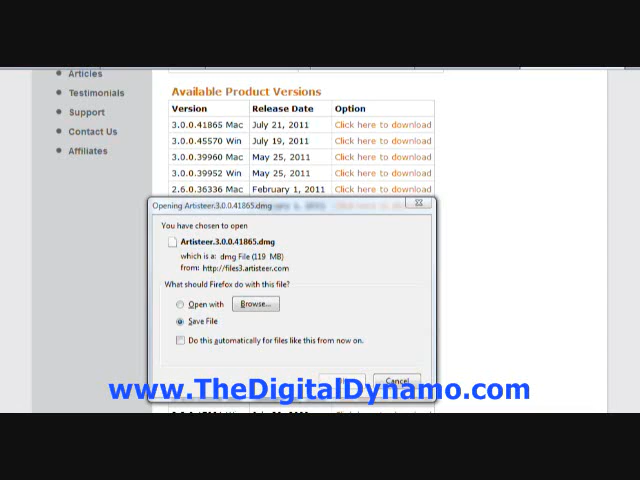 Articles
Testimonials
Support
Contact Us
Affiliates
Available Product Versions
Version Release Date Option
3.0.0.41865 Mac July 21, 2011 Click here to download
3.0.0.45570 Win July 19, 2011 Click here to download
3.0.0.39960 Mac May 25, 2011 Click here to download
3.0.0.39952 Win May 25, 2011 Click here to download
2.6.0.36336 Mac February 1, 2011 Click here to download
Opening Artisteer.3.0.0.41865.dmg
You have chosen to open
Artisteer.3.0.0.41865.dmg
which is a: dmg File (119 MB)
from: http://files3.artisteer.com
What should Firefox do with this file?
Open with Browse...
Save File
Do this automatically for files like this from now on.
Cancel
www.TheDigitalDynamo.com